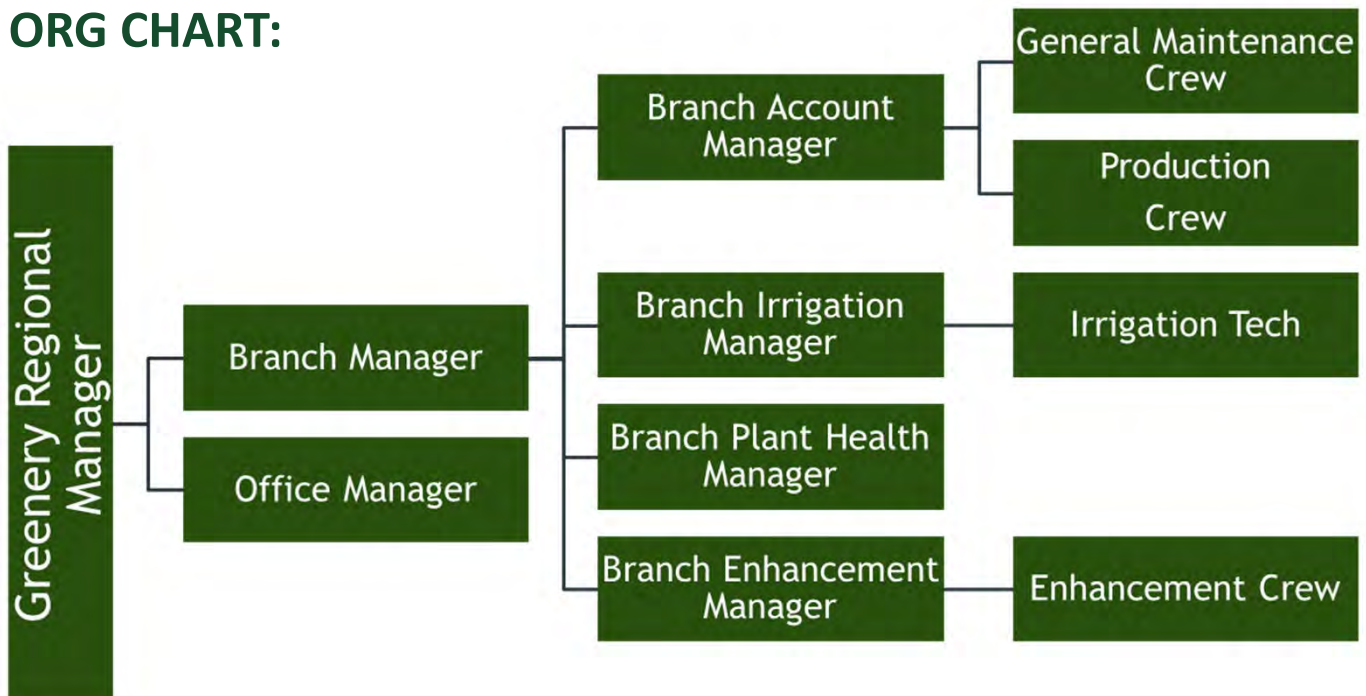 ORG CHART:
Greenery Regional
Manager
Branch Manager
Office Manager
Branch Account
Manager
Branch Irrigation
Manager
Branch Plant Health
Manager
Branch Enhancement
Manager
General Maintenance
Crew
Production
Crew
Irrigation Tech
Enhancement Crew